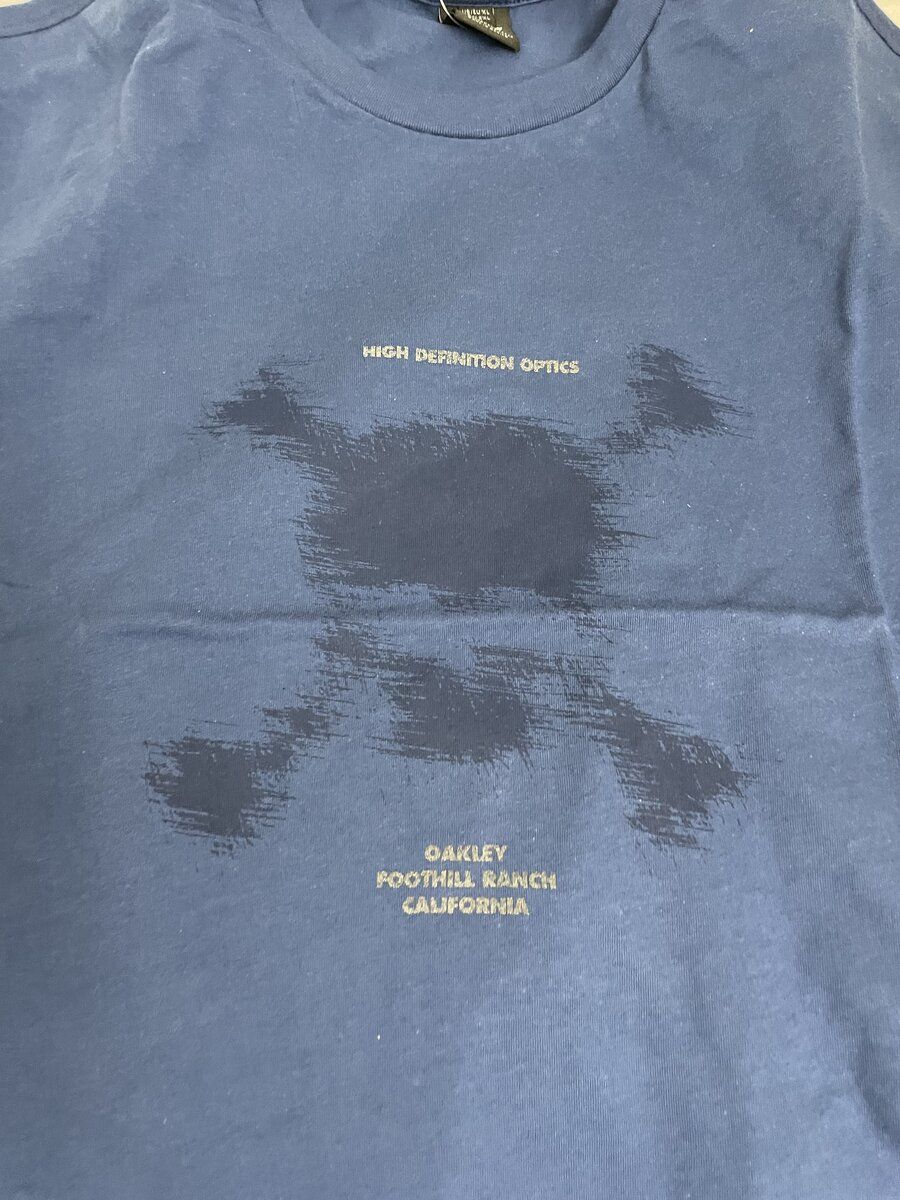 HIGH DEFINITION OPTICS
OAKLEY
FOOTHILL RANCH
CALIFORNIA